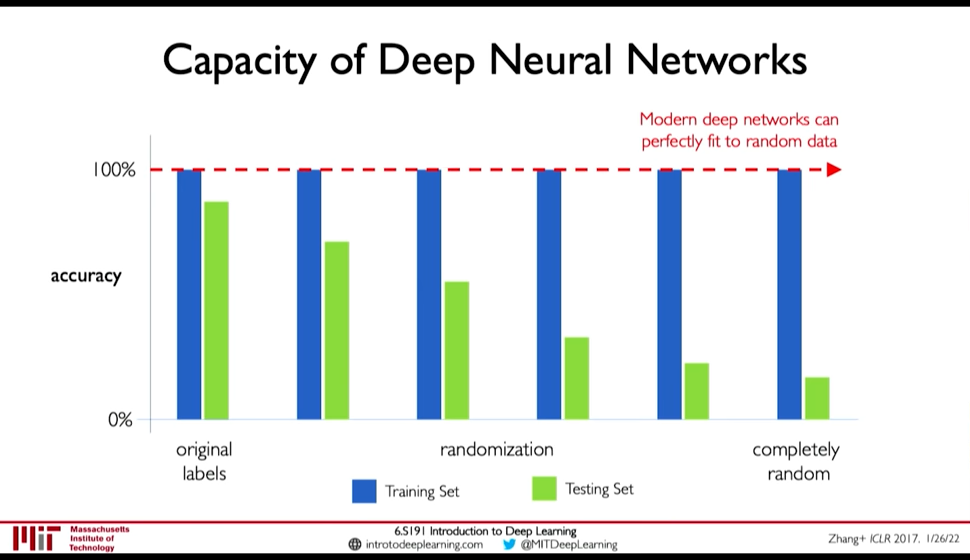 Capacity of Deep Neural Networks
Modern deep networks can
perfectly fit to random data
100%
accuracy
0%
original
labels
randomization
completely
random
Training Set
Testing Set
Massachusetts
Institute of
Technology
6.S191 Introduction to Deep Learning
introtodeeplearning.com @MITDeepLearning
Zhang+ ICLR 2017. 1/26/22